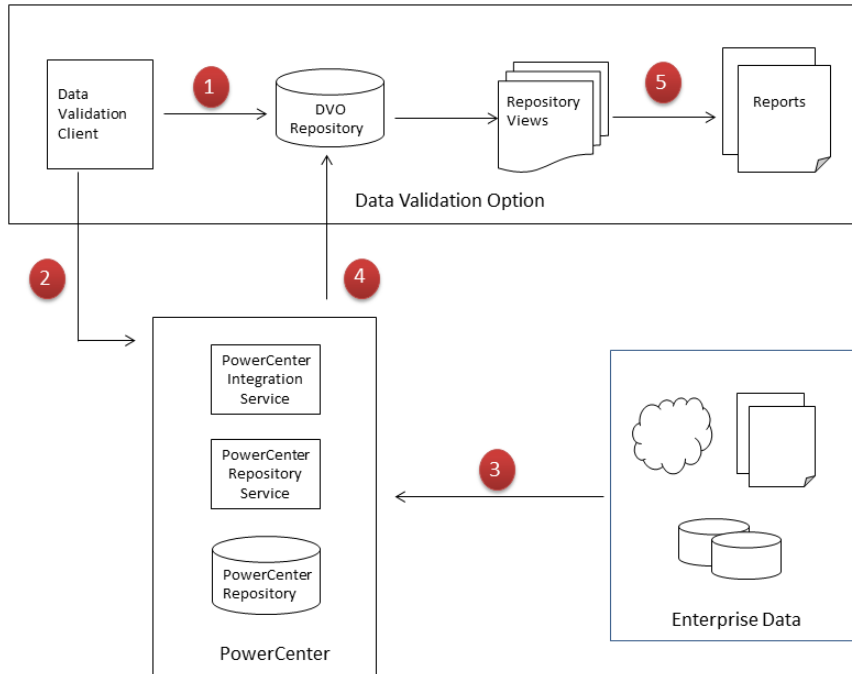 Data
Validation
Client
1
DVO
Repository
Repository
Views
5
Reports
Data Validation Option
2
4
PowerCenter
Integration
Service
PowerCenter
Repository
Service
PowerCenter
Repository
PowerCenter
3
Enterprise Data